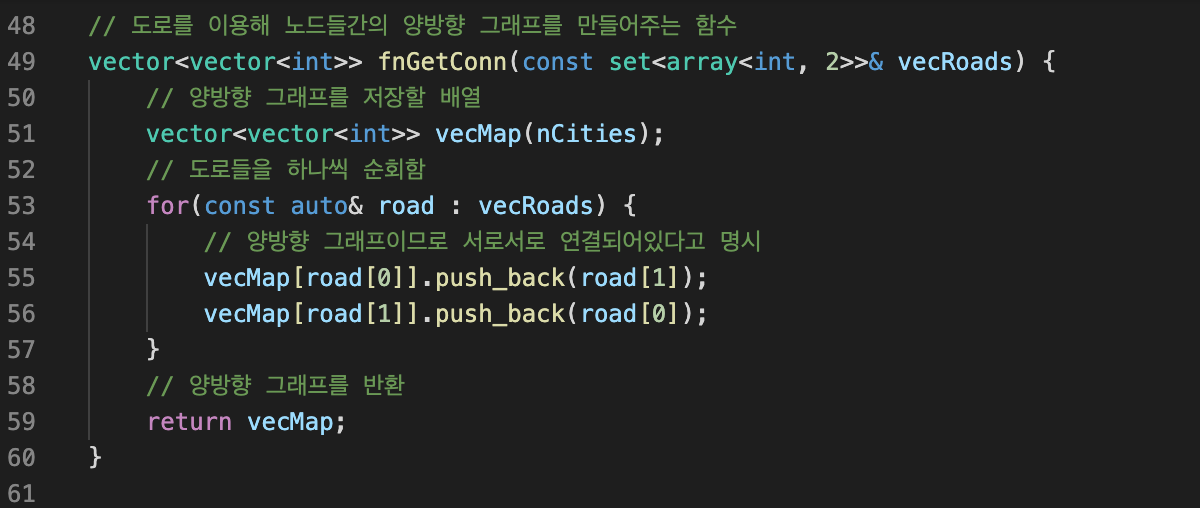 48 // 도로를 이용해 노드들간의 양방향 그래프를 만들어주는 함수
49 vector<vector<int>> fnGetConn(const set<array<int, 2>>& vecRoads) {
50     // 양방향 그래프를 저장할 배열
51     vector<vector<int>> vecMap(nCities);
52     // 도로들을 하나씩 순회함
53     for(const auto& road : vecRoads) {
54         // 양방향 그래프이므로 서로서로 연결되어있다고 명시
55         vecMap[road[0]].push_back(road[1]);
56         vecMap[road[1]].push_back(road[0]);
57     }
58     // 양방향 그래프를 반환
59     return vecMap;
60 }
61